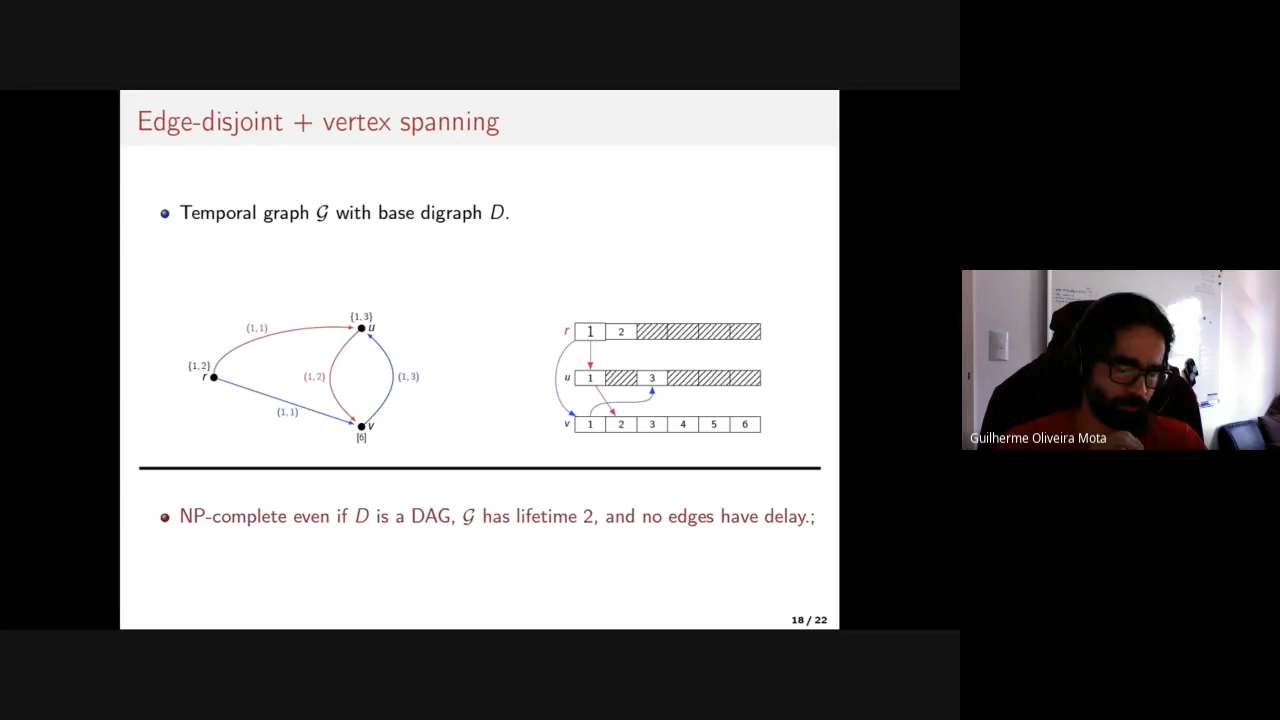 Edge-disjoint + vertex spanning
Temporal graph 𝒢 with base digraph D.
{1, 3}
(1, 1)
u
{1, 2}
r
(1, 2)
(1, 3)
(1, 1)
v
[6]
r 1 2
u 1 3
v 1 2 3 4 5 6
NP-complete even if D is a DAG, 𝒢 has lifetime 2, and no edges have delay.;
18 / 22
Guilherme Oliveira Mota